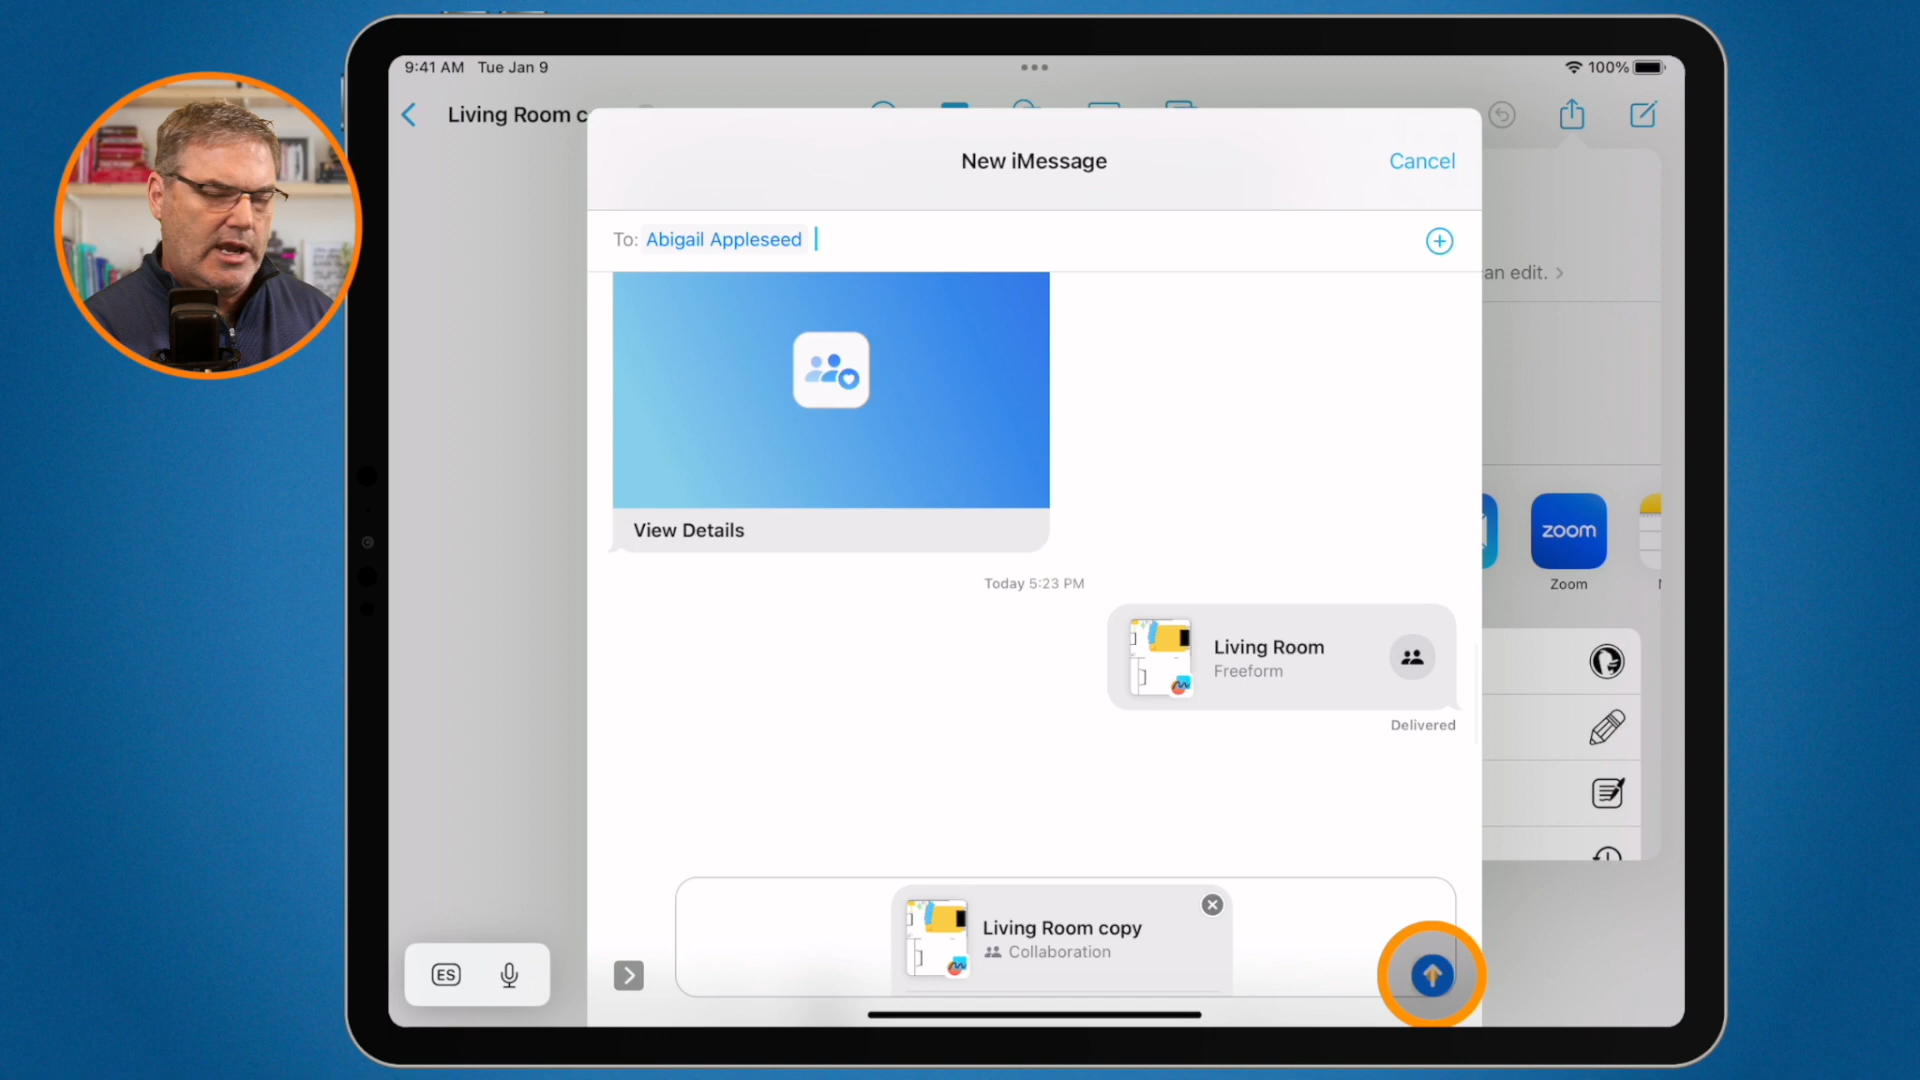 9:41 AM Tue Jan 9
100%
Living Room c
New iMessage
Cancel
To: Abigail Appleseed
an edit.
View Details
zoom
Zoom
Today 5:23 PM
Living Room
Freeform
Delivered
Living Room copy
Collaboration
ES